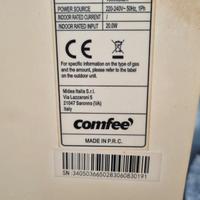 POWER SOURCE 220-240V~ 50Hz, 1Ph
INDOOR RATED CURRENT /
INDOOR RATED INPUT 20.0W
For specific information on the type of gas
and the amount, please refer to the label
on the outdoor unit.
Midea Italia S.r.l.
Via Lazzaroni 5
21047 Saronno (VA)
Italy
comfee'
MADE IN P.R.C.
SN: 3405036650283060830191